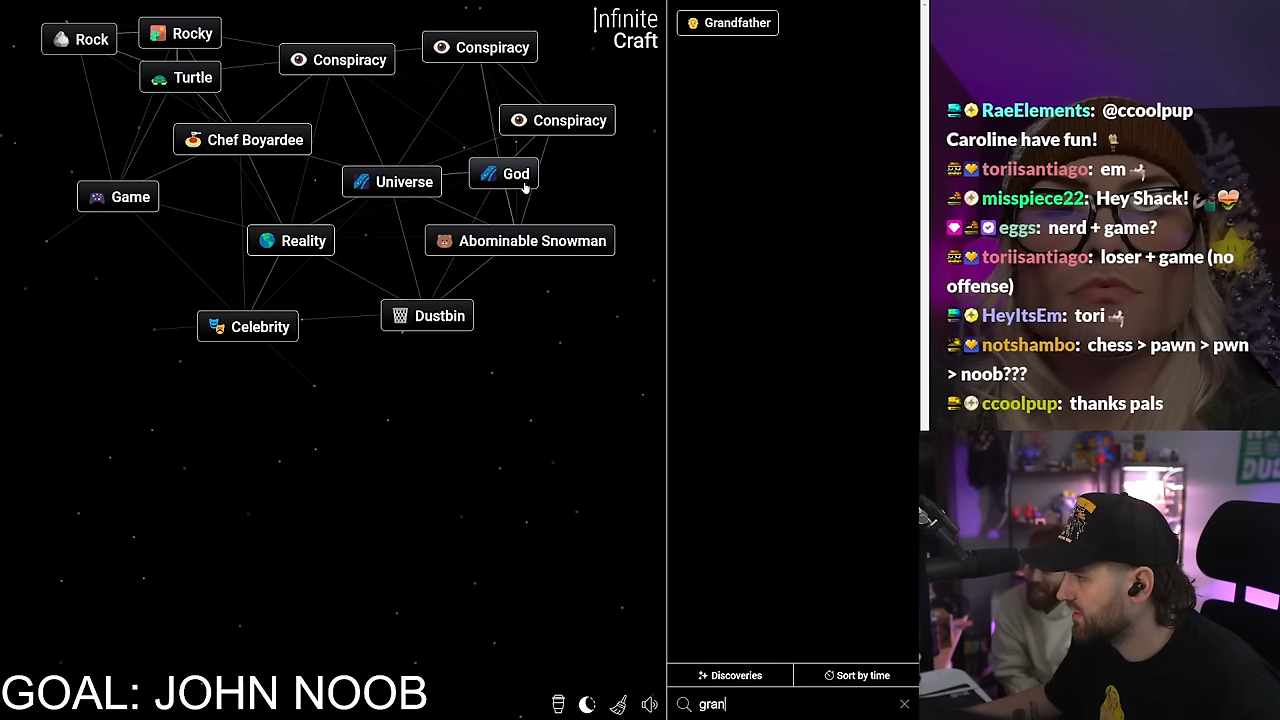 Infinite
Craft
Rock
Rocky
Turtle
Conspiracy
Conspiracy
Conspiracy
Chef Boyardee
Universe
God
Game
Reality
Abominable Snowman
Celebrity
Dustbin
GOAL: JOHN NOOB
Grandfather
Discoveries
Sort by time
gran
RaeElements: @ccoolpup
Caroline have fun!
toriisantiago: em
misspiece22: Hey Shack!
eggs: nerd + game?
toriisantiago: loser + game (no
offense)
HeyItsEm: tori
notshambo: chess > pawn > pwn
> noob???
ccoolpup: thanks pals